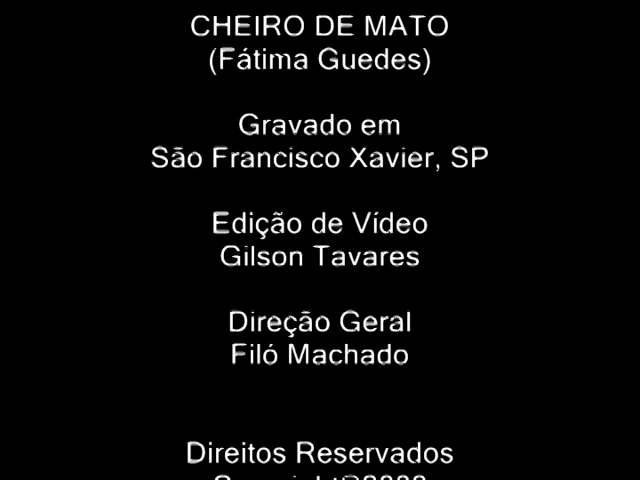 CHEIRO DE MATO
(Fátima Guedes)
Gravado em
São Francisco Xavier, SP
Edição de Vídeo
Gilson Tavares
Direção Geral
Filó Machado
Direitos Reservados